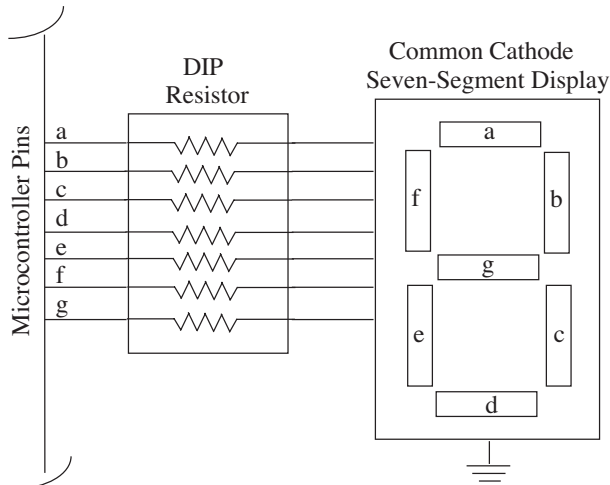 Common Cathode
Seven-Segment Display
DIP
Resistor
Microcontroller Pins
a
b
c
d
e
f
g
a
f
b
g
e
c
d